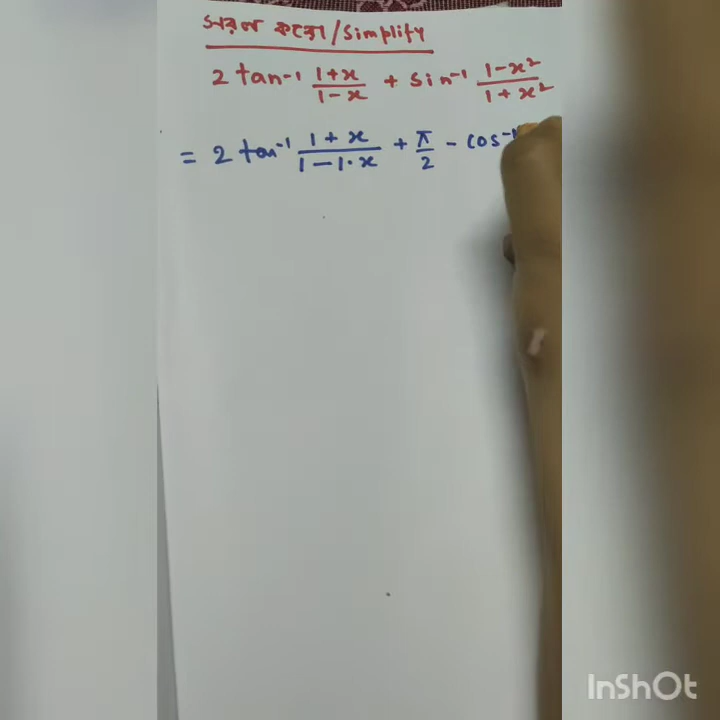 সরল করো/Simplify
2 tan⁻¹ (1+x)/(1-x) + sin⁻¹ (1-x²)/(1+x²)
= 2 tan⁻¹ (1+x)/(1-1·x) + π/2 - cos⁻¹
InShOt